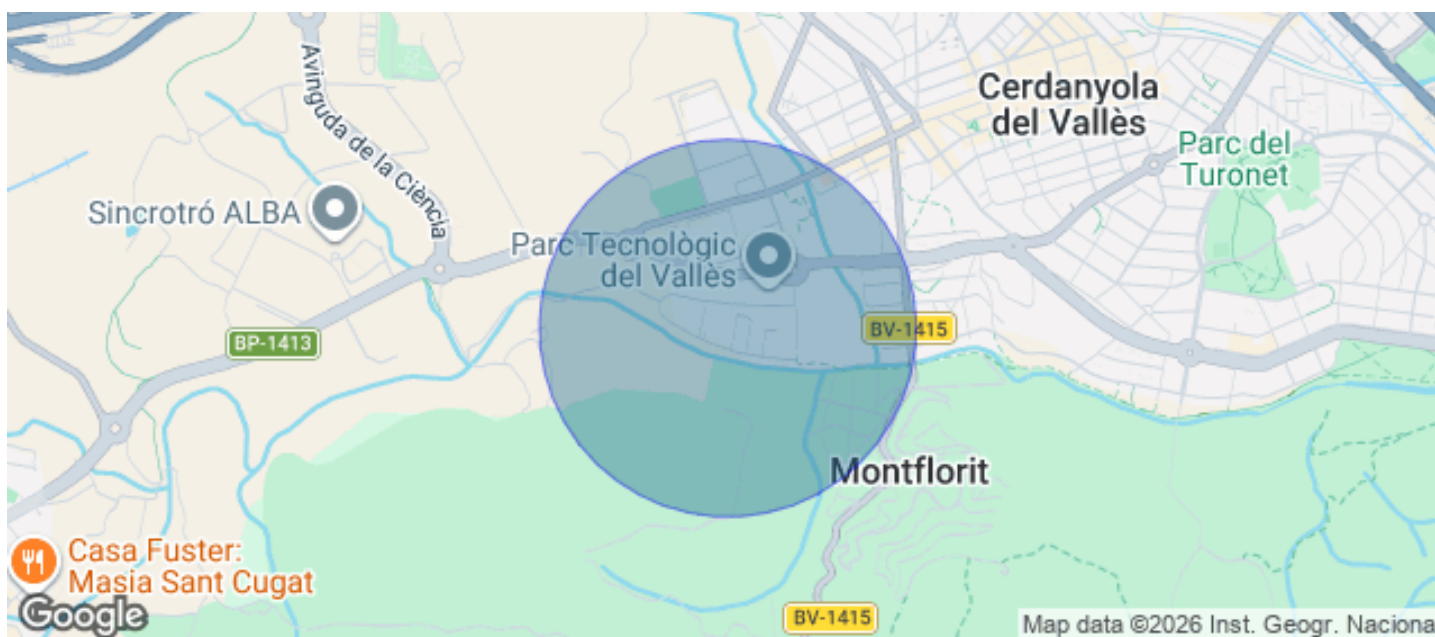 Avinguda de la Ciència
Cerdanyola
del Vallès
Parc del
Turonet
Sincrotró ALBA
Parc Tecnològic
del Vallès
BP-1413
BV-1415
Montflorit
Casa Fuster:
Masia Sant Cugat
Google
BV-1415
Map data ©2026 Inst. Geogr. Naciona